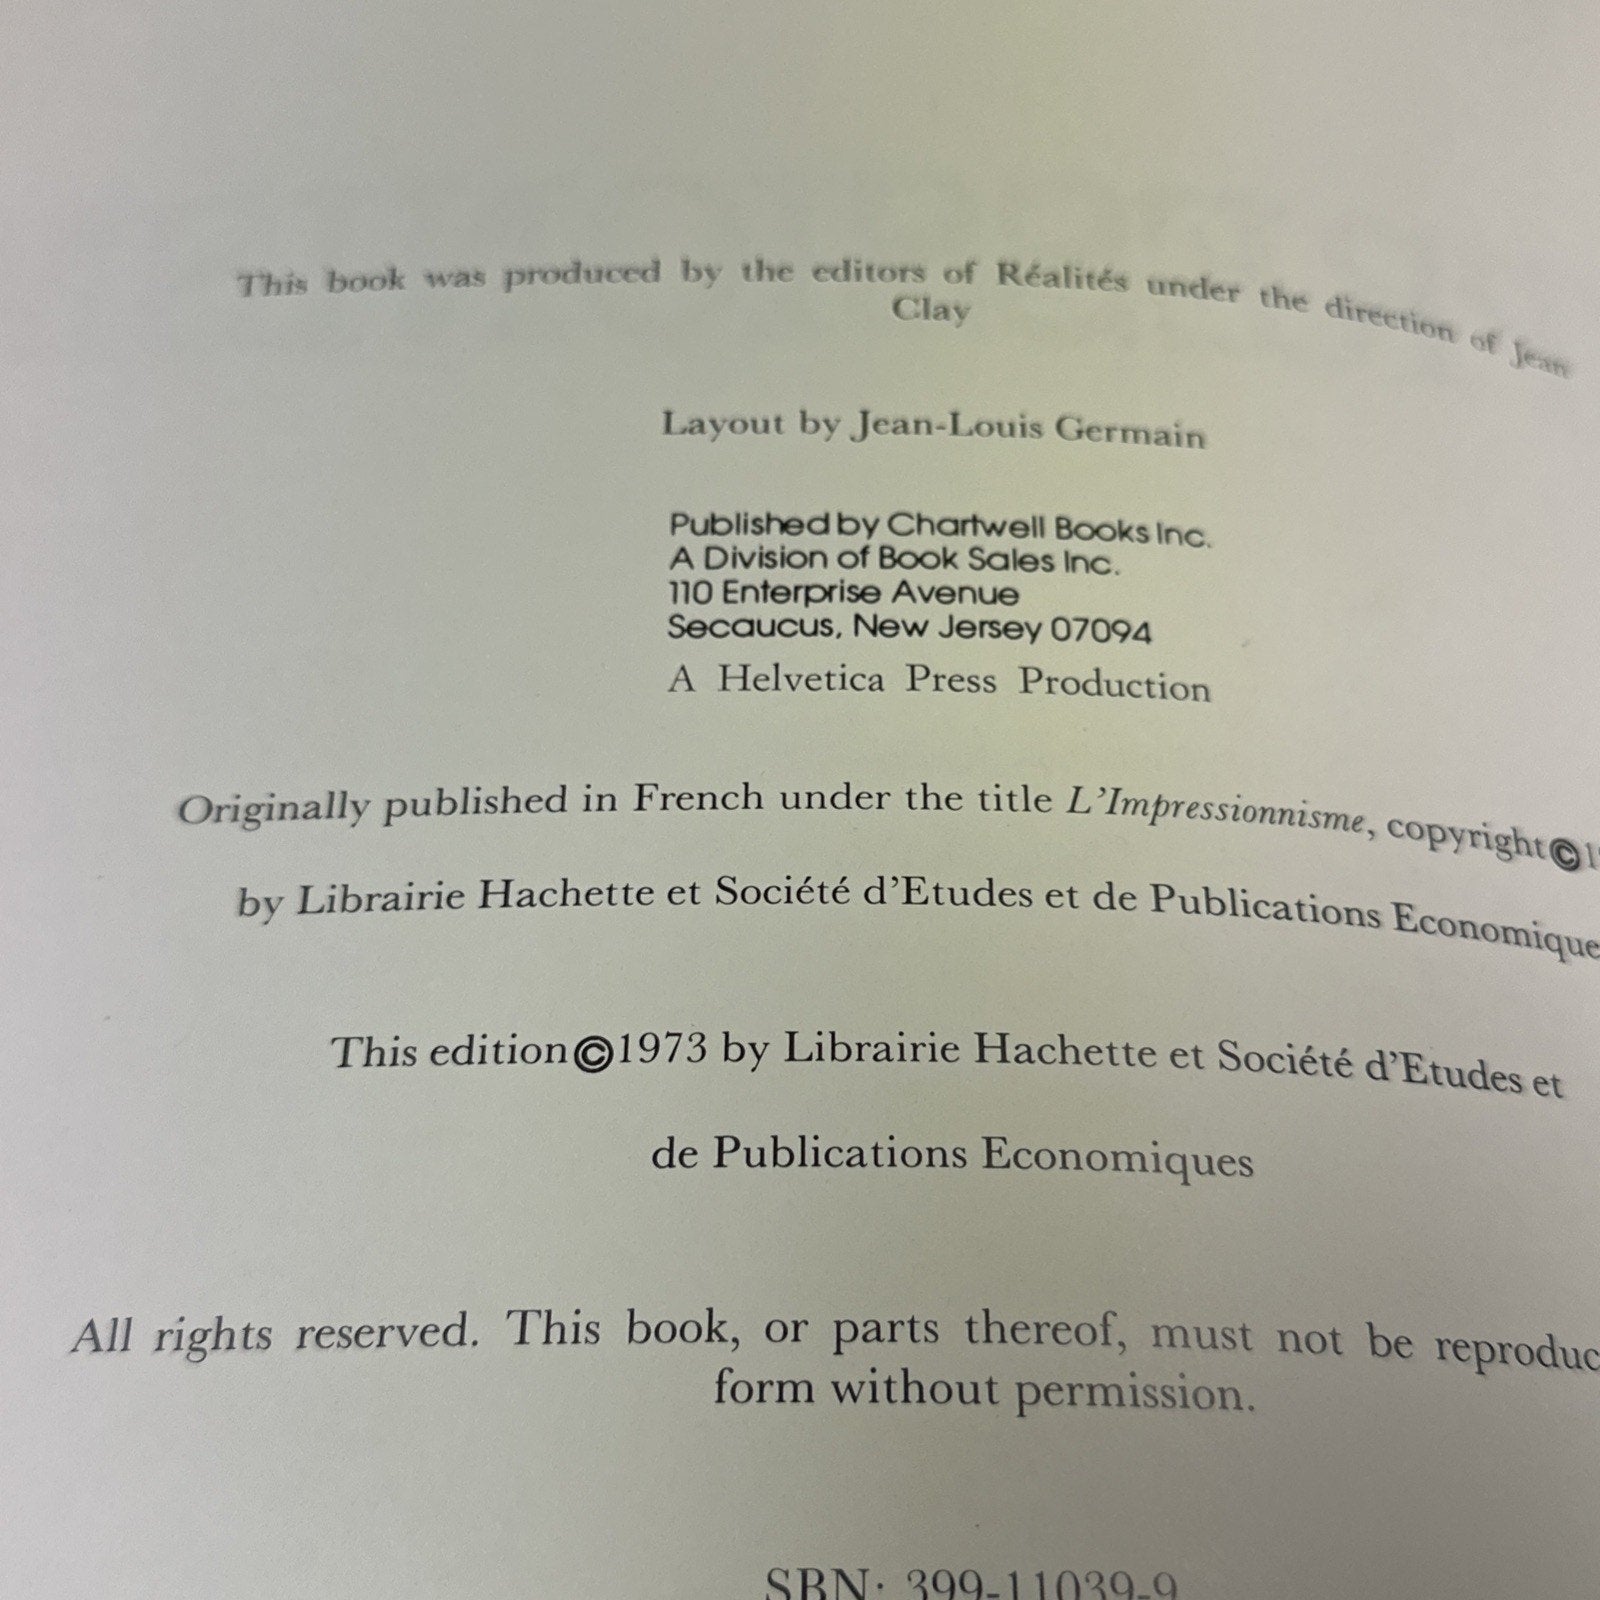 This book was produced by the editors of Réalités under the direction of Jean
Clay
Layout by Jean-Louis Germain
Published by Chartwell Books Inc.
A Division of Book Sales Inc.
110 Enterprise Avenue
Secaucus, New Jersey 07094
A Helvetica Press Production
Originally published in French under the title L'Impressionnisme, copyright©
by Librairie Hachette et Société d'Etudes et de Publications
This edition©1973 by Librairie Hachette et Société d'Etudes et
de Publications Economiques
All rights reserved. This book, or parts thereof, must not be
form without permission.
SBN: 399-11039-9